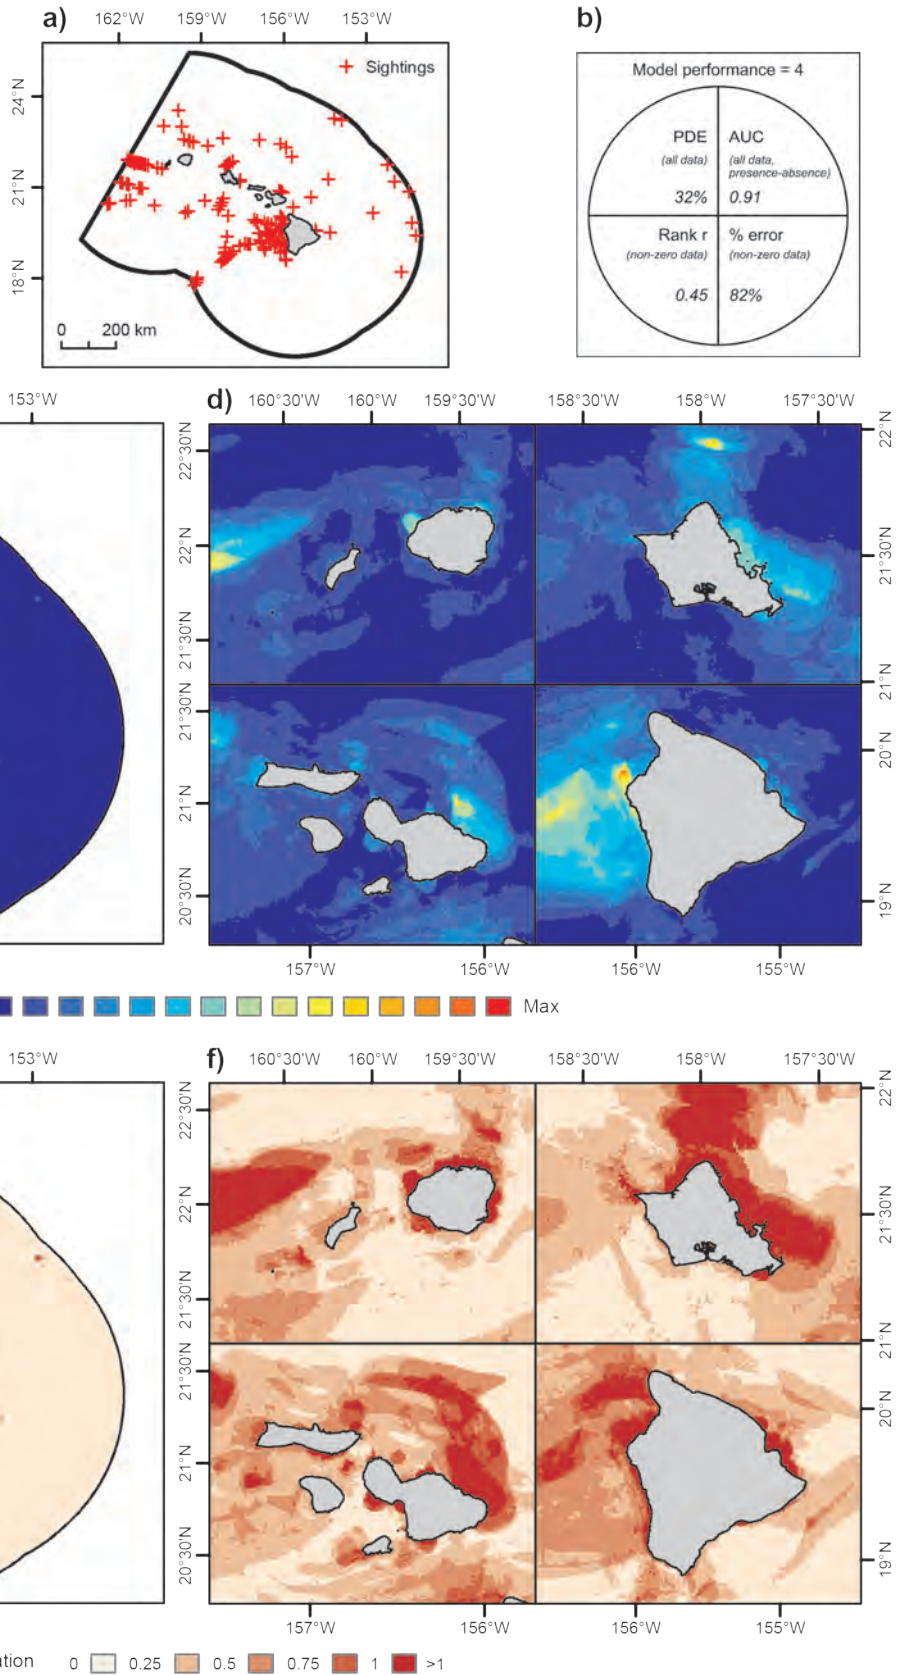 a)
162°W 159°W 156°W 153°W
24°N
21°N
18°N
Sightings
0 200 km
b)
Model performance = 4
PDE
(all data)
32%
AUC
(all data,
presence-absence)
0.91
Rank r
(non-zero data)
0.45
% error
(non-zero data)
82%
153°W
d)
160°30'W 160°W 159°30'W 158°30'W 158°W 157°30'W
22°30'N
22°N
21°30'N
22°N
21°30'N
21°N
21°30'N
21°N
20°30'N
20°N
19°N
157°W 156°W 156°W 155°W
Max
153°W
f)
160°30'W 160°W 159°30'W 158°30'W 158°W 157°30'W
22°30'N
22°N
21°30'N
22°N
21°30'N
21°N
21°30'N
21°N
20°30'N
20°N
19°N
157°W 156°W 156°W 155°W
ation 0 0.25 0.5 0.75 1 >1